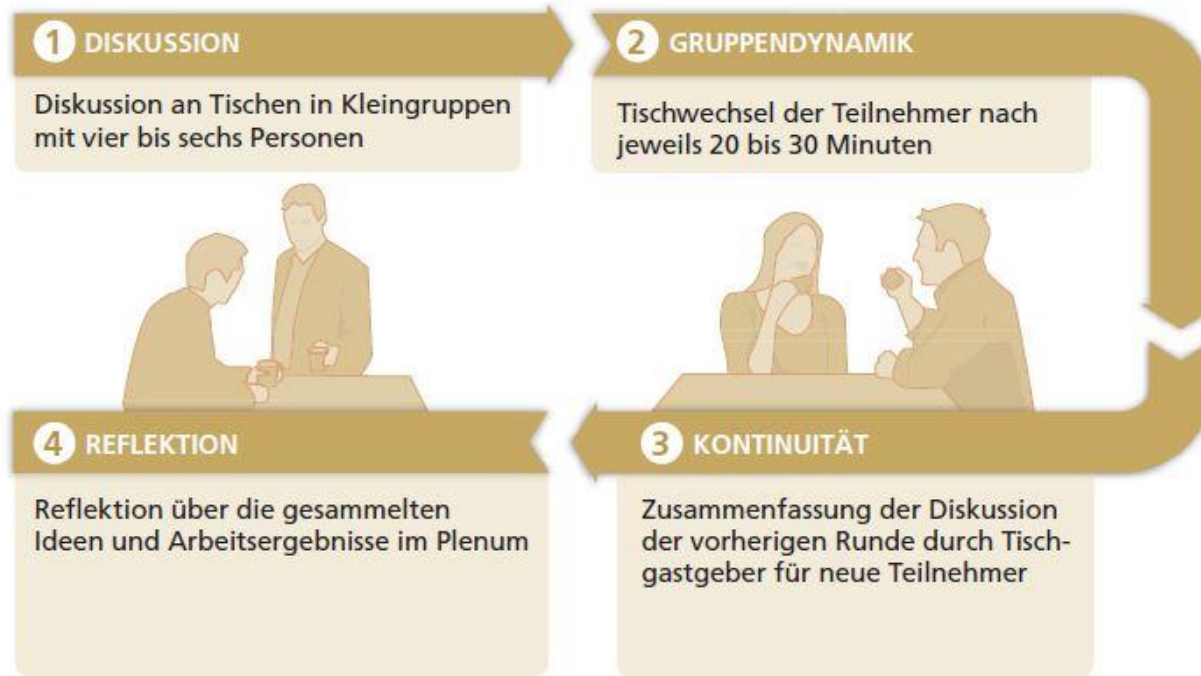 1 DISKUSSION
Diskussion an Tischen in Kleingruppen
mit vier bis sechs Personen
2 GRUPPENDYNAMIK
Tischwechsel der Teilnehmer nach
jeweils 20 bis 30 Minuten
3 KONTINUITÄT
Zusammenfassung der Diskussion
der vorherigen Runde durch Tisch-
gastgeber für neue Teilnehmer
4 REFLEKTION
Reflektion über die gesammelten
Ideen und Arbeitsergebnisse im Plenum